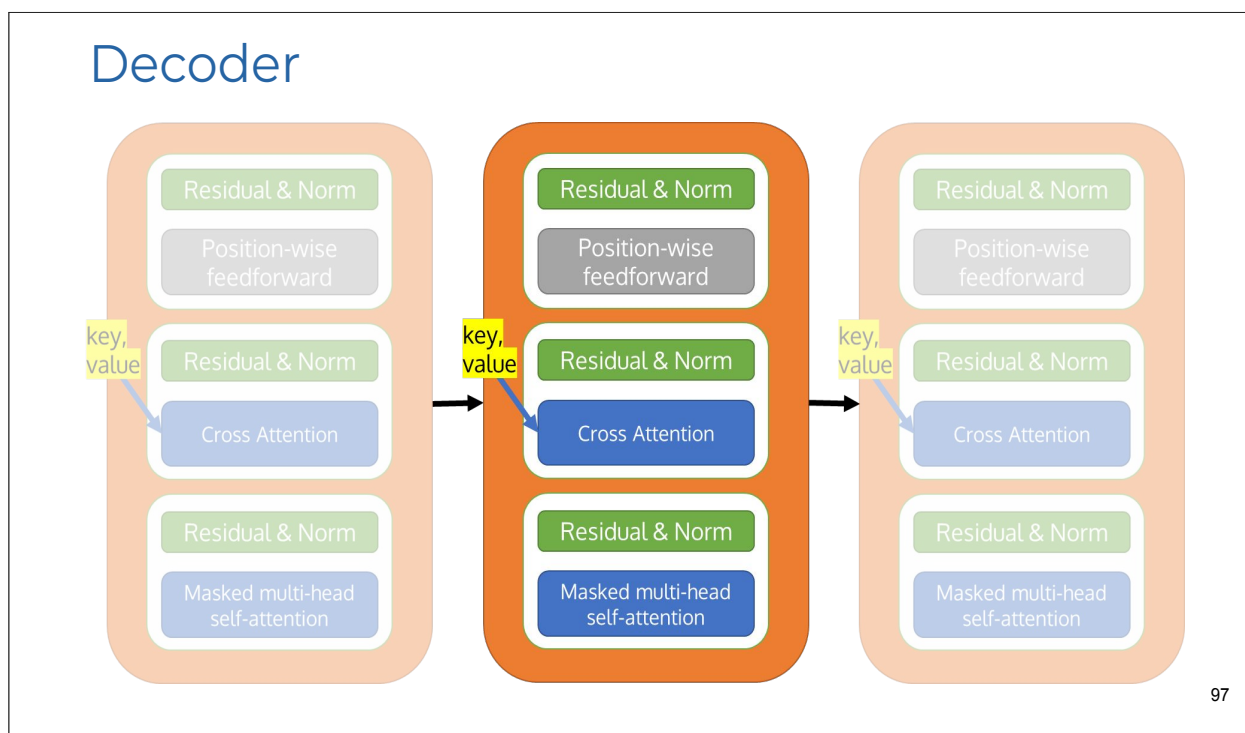 Decoder
Residual & Norm
Position-wise
feedforward
key,
value
Residual & Norm
Cross Attention
Residual & Norm
Masked multi-head
self-attention
Residual & Norm
Position-wise
feedforward
key,
value
Residual & Norm
Cross Attention
Residual & Norm
Masked multi-head
self-attention
Residual & Norm
Position-wise
feedforward
key,
value
Residual & Norm
Cross Attention
Residual & Norm
Masked multi-head
self-attention
97